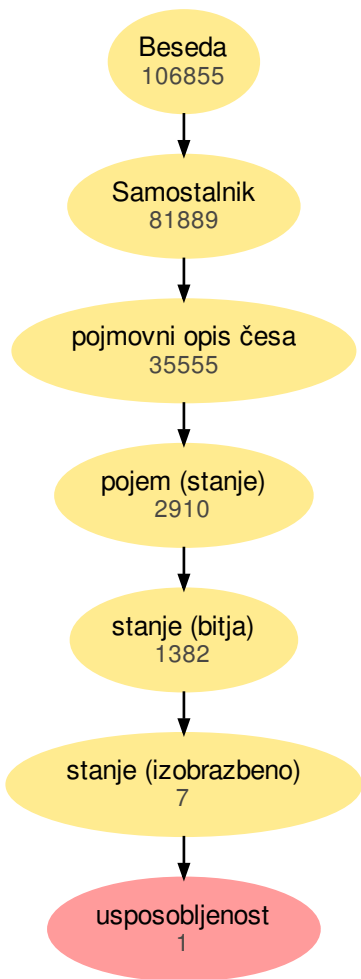 Beseda
106855
Samostalnik
81889
pojmovni opis česa
35555
pojem (stanje)
2910
stanje (bitja)
1382
stanje (izobrazbeno)
7
usposobljenost
1